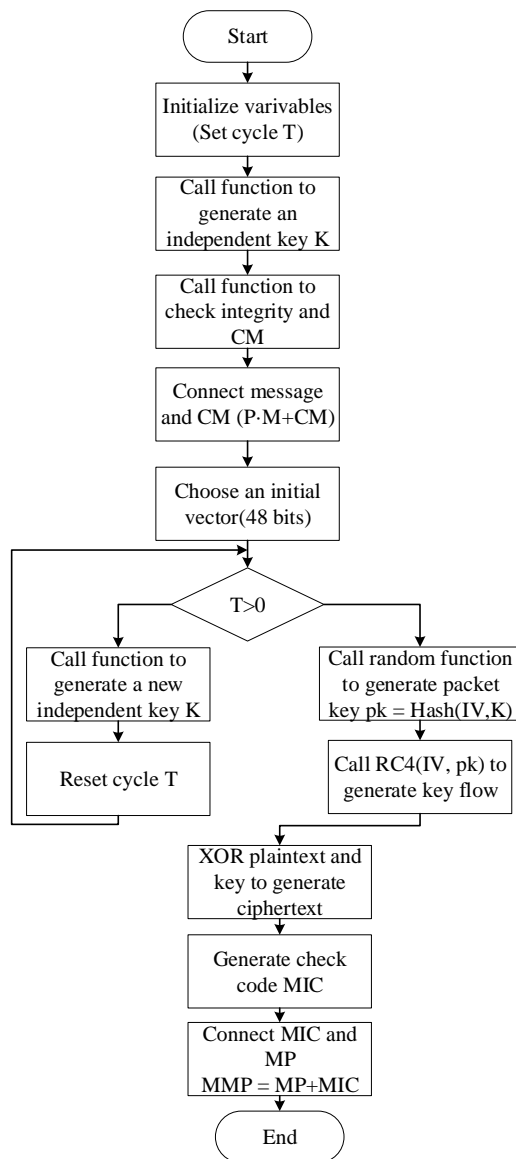 Start
Initialize varivables
(Set cycle T)
Call function to
generate an
independent key K
Call function to
check integrity and
CM
Connect message
and CM (P·M+CM)
Choose an initial
vector(48 bits)
T>0
Call function to
generate a new
independent key K
Reset cycle T
Call random function
to generate packet
key pk = Hash(IV,K)
Call RC4(IV, pk) to
generate key flow
XOR plaintext and
key to generate
ciphertext
Generate check
code MIC
Connect MIC and
MP
MMP = MP+MIC
End